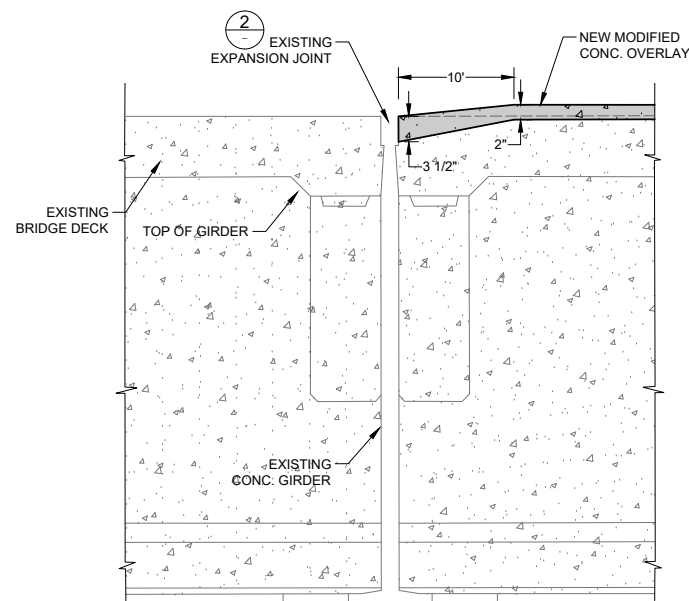 2
-
EXISTING
EXPANSION JOINT
NEW MODIFIED
CONC. OVERLAY
10'
2"
3 1/2"
EXISTING
BRIDGE DECK
TOP OF GIRDER
EXISTING
CONC. GIRDER